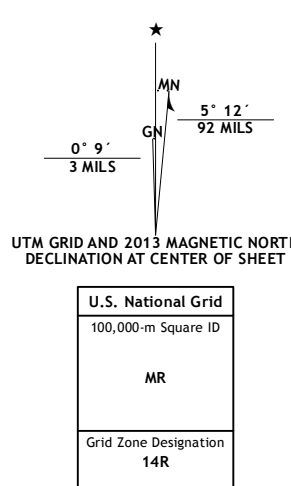 MN
5° 12´
92 MILS
GN
0° 9´
3 MILS
UTM GRID AND 2013 MAGNETIC NORTH
DECLINATION AT CENTER OF SHEET
U.S. National Grid
100,000-m Square ID
MR
Grid Zone Designation
14R